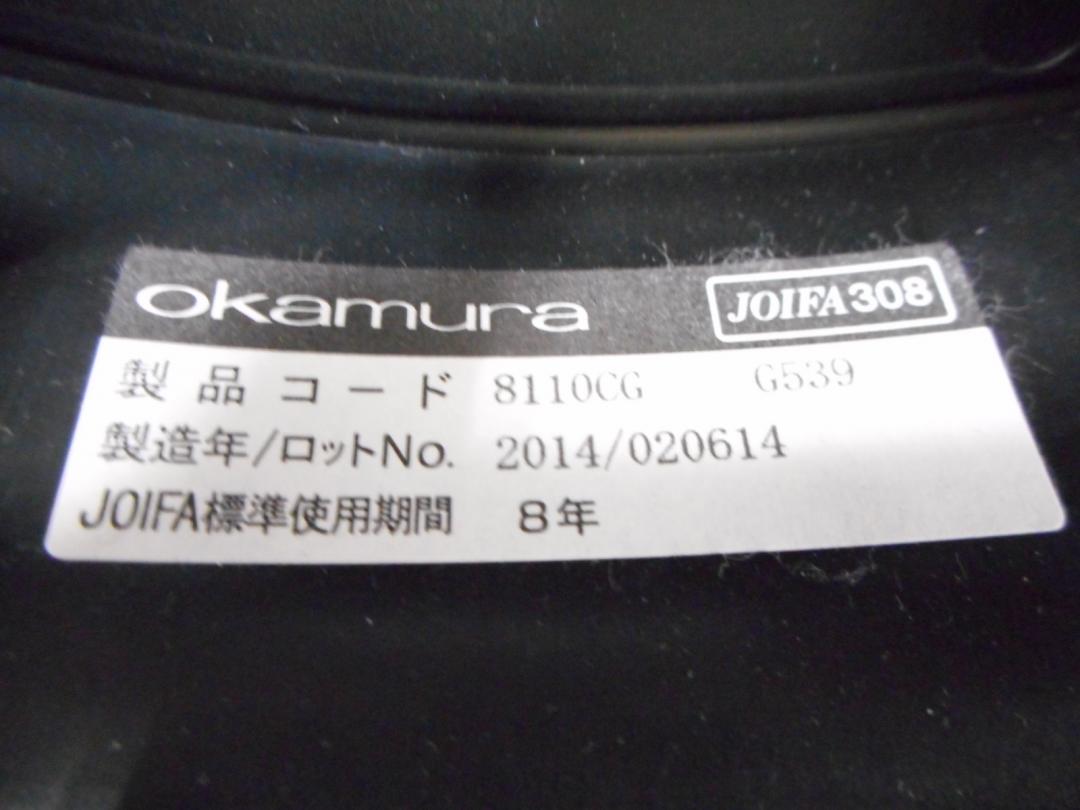 okamura JOIFA308
製品コード 8110CG G539
製造年/ロットNo. 2014/020614
JOIFA標準使用期間 8年